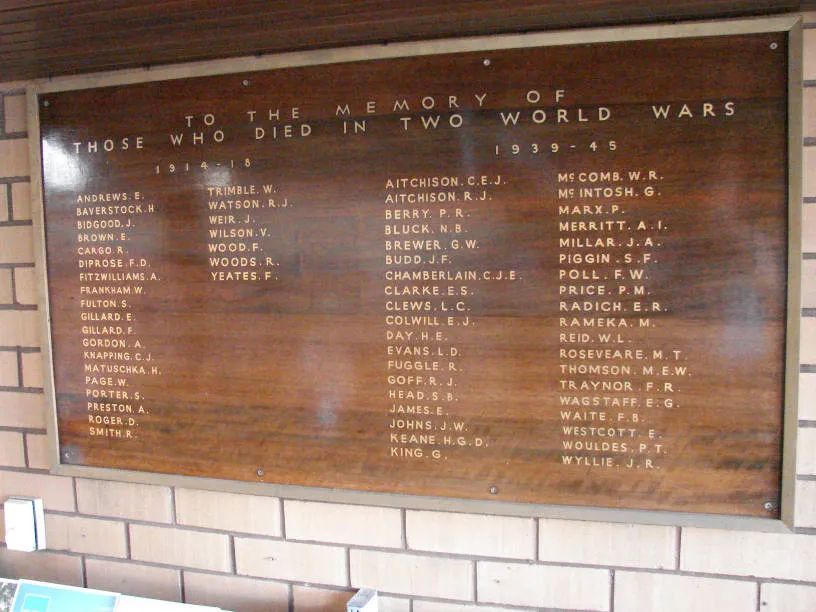 TO THE MEMORY OF
THOSE WHO DIED IN TWO WORLD WARS
1914-18
ANDREWS. E.
BAVERSTOCK. H
BIDGOOD. J.
BROWN. E.
CARGO. R.
DIPROSE. F.D.
FITZWILLIAMS. A.
FRANKHAM. W.
FULTON. S.
GILLARD. E.
GILLARD. F.
GORDON. A.
KNAPPING. C.J.
MATUSCHKA. H.
PAGE. W.
PORTER. S.
PRESTON. A.
ROGER. D.
SMITH. R.
TRIMBLE. W.
WATSON. R.J.
WEIR. J.
WILSON. V.
WOOD. F.
WOODS. R.
YEATES. F.
1939-45
AITCHISON. C.E.J.
AITCHISON. R.J.
BERRY. P.R.
BLUCK. N.B.
BREWER. G.W.
BUDD. J.F.
CHAMBERLAIN. C.J.E.
CLARKE. E.S.
CLEWS. L.C.
COLWILL. E.J.
DAY. H.E.
EVANS. L.D.
FUGGLE. R.
GOFF. R.J.
HEAD. S.B.
JAMES. E.
JOHNS. J.W.
KEANE. H.G.D.
KING. G.
McCOMB. W.R.
McINTOSH. G.
MARX. P.
MERRITT. A.I.
MILLAR. J.A.
PIGGIN. S.F.
POLL. F.W.
PRICE. P.M.
RADICH. E.R.
RAMEKA. M.
REID. W.L.
ROSEVEARE. M.T.
THOMSON. M.E.W.
TRAYNOR. F.R.
WAGSTAFF. E.G.
WAITE. F.B.
WESTCOTT. E.
WOULDES. P.T.
WYLLIE. J.R.